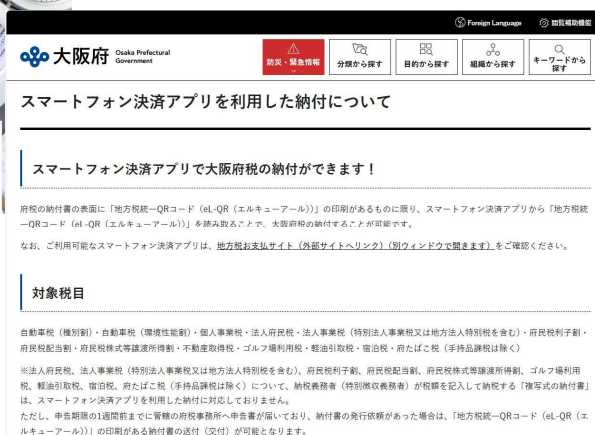 Foreign Language
閲覧補助機能
大阪府
Osaka Prefectural
Government
防災・緊急情報
分類から探す
目的から探す
組織から探す
キーワードから
探す
スマートフォン決済アプリを利用した納付について
スマートフォン決済アプリで大阪府税の納付ができます！
府税の納付書の表面に「地方税統一QRコード（eL-QR（エルキューアール））」の印刷があるものに限り、スマートフォン決済アプリから「地方税統
一QRコード（eL-QR（エルキューアール））」を読み取ることで、大阪府税の納付することが可能です。
なお、ご利用可能なスマートフォン決済アプリは、地方税お支払サイト（外部サイトへリンク）（別ウィンドウで開きます）をご確認ください。
対象税目
自動車税（種別割）・自動車税（環境性能割）・個人事業税・法人府民税・法人事業税（特別法人事業税又は地方法人特別税を含む）・府民税利子割・
府民税配当割・府民税株式等譲渡所得割・不動産取得税・ゴルフ場利用税・軽油引取税・宿泊税・府たばこ税（手持品課税は除く）
※法人府民税、法人事業税（特別法人事業税又は地方法人特別税を含む）、府民税利子割、府民税配当割、府民税株式等譲渡所得割、ゴルフ場利用
税、軽油引取税、宿泊税、府たばこ税（手持品課税は除く）について、納税義務者（特別徴収義務者）が税額を記入して納税する「複写式の納付書」
は、スマートフォン決済アプリを利用した納付に対応しておりません。
ただし、申告期限の1週間前までに管轄の府税事務所へ申告書が届いており、納付書の発行依頼があった場合は、「地方税統一QRコード（eL-QR（エ
ルキューアール））」の印刷がある納付書の送付（交付）が可能となります。